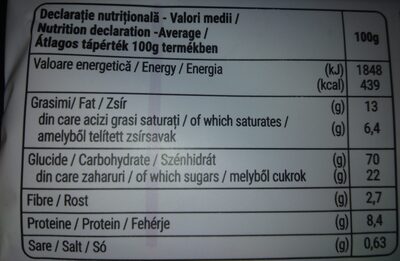 Declarație nutrițională - Valori medii /
Nutrition declaration -Average /
Átlagos tápérték 100g termékben
100g
Valoare energetică / Energy / Energia (kJ) 1848
(kcal) 439
Grasimi/ Fat / Zsír (g) 13
din care acizi grasi saturați / of which saturates /
amelyből telített zsírsavak (g) 6,4
Glucide / Carbohydrate / Szénhidrát (g) 70
din care zaharuri / of which sugars / melyből cukrok (g) 22
Fibre / Rost (g) 2,7
Proteine / Protein / Fehérje (g) 8,4
Sare / Salt / Só (g) 0,63